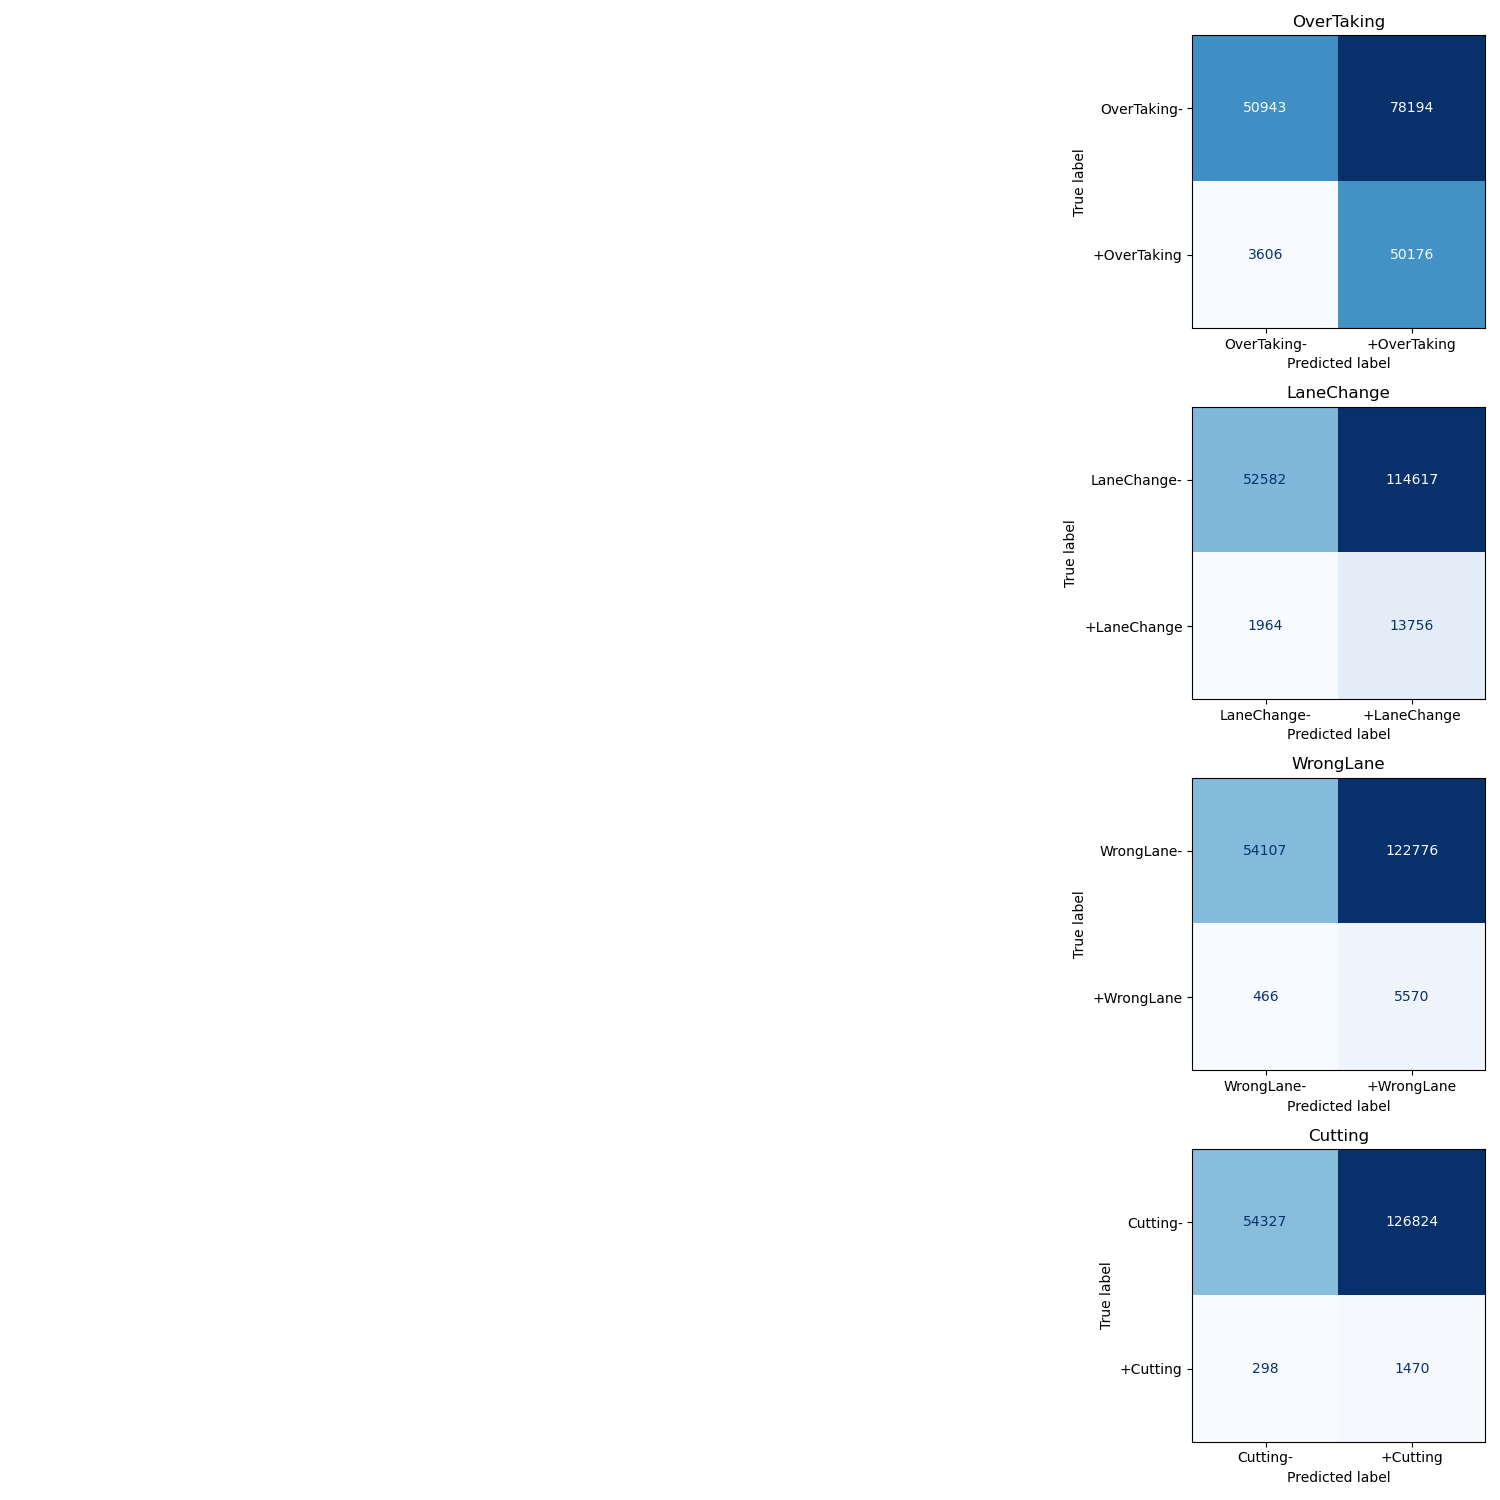 OverTaking
OverTaking-
50943
78194
True label
+OverTaking
3606
50176
OverTaking-
+OverTaking
Predicted label
LaneChange
LaneChange-
52582
114617
True label
+LaneChange
1964
13756
LaneChange-
+LaneChange
Predicted label
WrongLane
WrongLane-
54107
122776
True label
+WrongLane
466
5570
WrongLane-
+WrongLane
Predicted label
Cutting
Cutting-
54327
126824
True label
+Cutting
298
1470
Cutting-
+Cutting
Predicted label